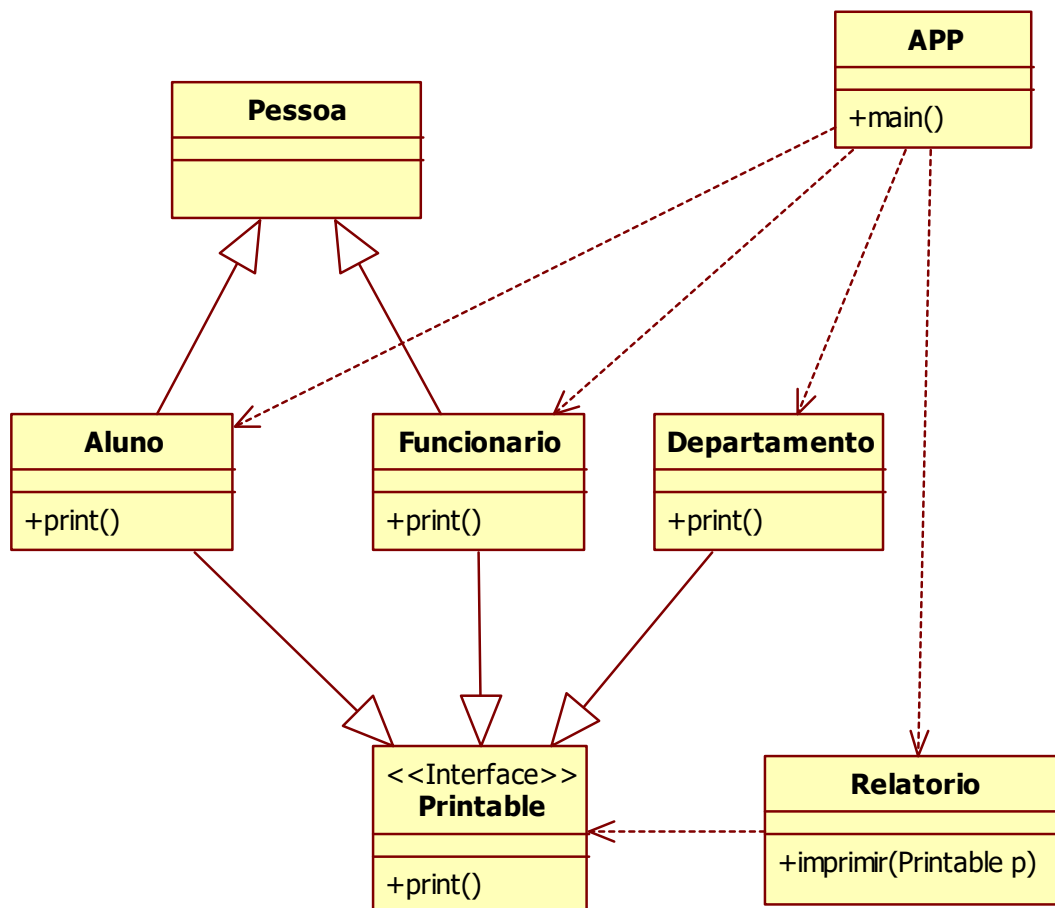 APP
+main()
Pessoa
Aluno
+print()
Funcionario
+print()
Departamento
+print()
<<Interface>>
Printable
+print()
Relatorio
+imprimir(Printable p)